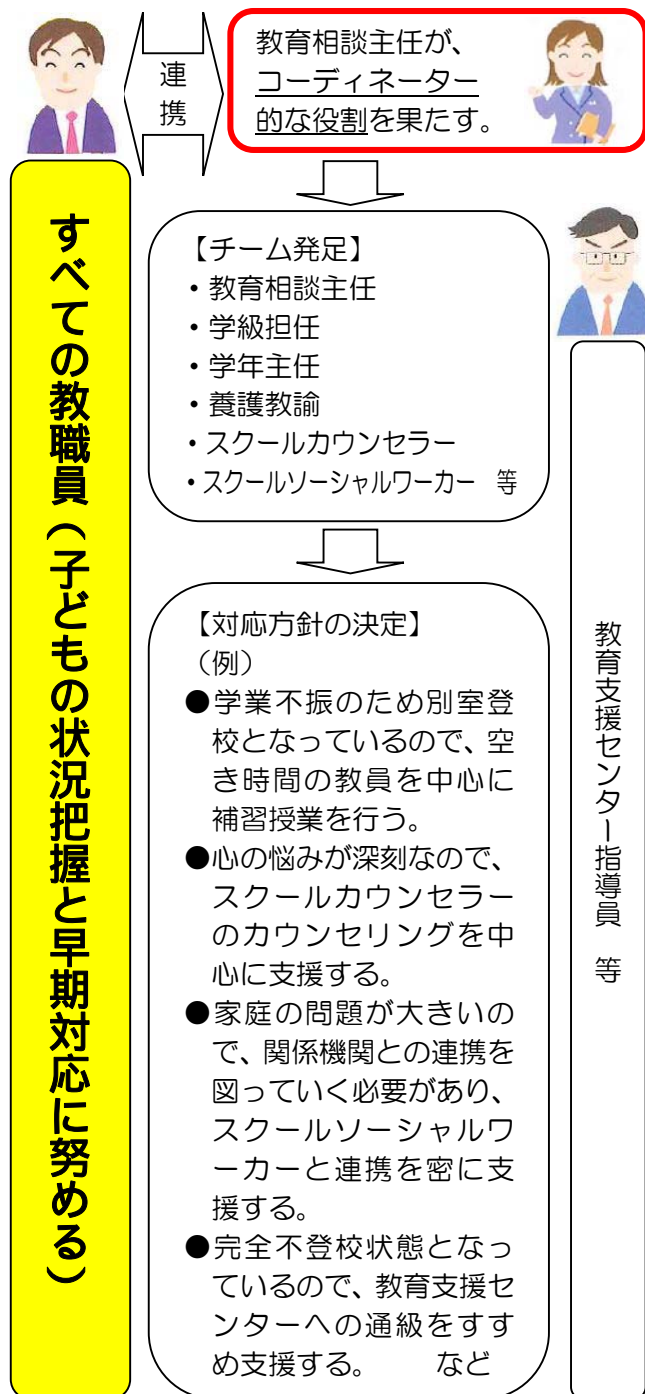 連
携
教育相談主任が、
コーディネーター
的な役割を果たす。
すべての教職員（子どもの状況把握と早期対応に努める）
【チーム発足】
・教育相談主任
・学級担任
・学年主任
・養護教諭
・スクールカウンセラー
・スクールソーシャルワーカー　等
【対応方針の決定】
（例）
●学業不振のため別室登
校となっているので、空
き時間の教員を中心に
補習授業を行う。
●心の悩みが深刻なので、
スクールカウンセラー
のカウンセリングを中
心に支援する。
●家庭の問題が大きいの
で、関係機関との連携を
図っていく必要があり、
スクールソーシャルワ
ーカーと連携を密に支
援する。
●完全不登校状態となっ
ているので、教育支援セ
ンターへの通級をすす
め支援する。　　など
教育支援センター指導員　等